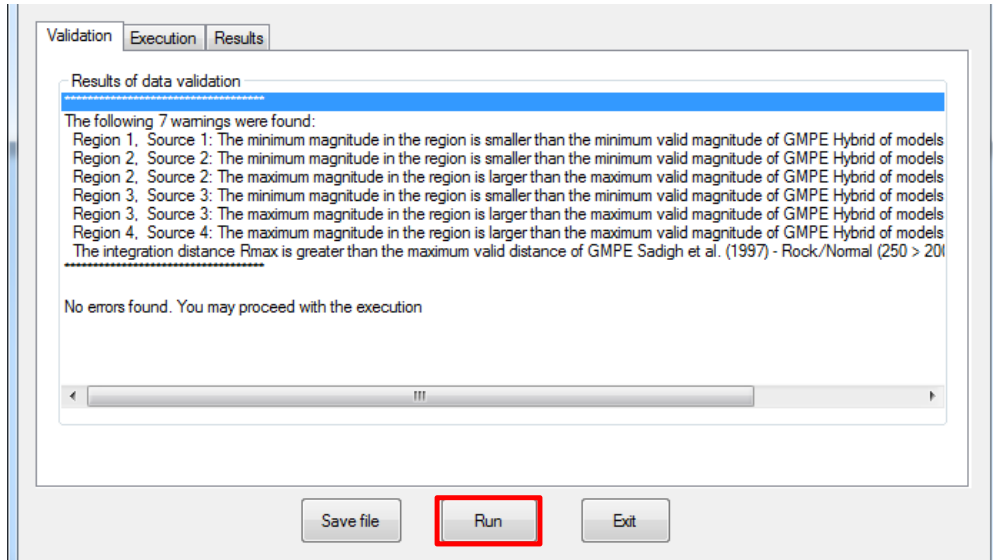 Validation Execution Results
Results of data validation
***********************************
The following 7 warnings were found:
Region 1, Source 1: The minimum magnitude in the region is smaller than the minimum valid magnitude of GMPE Hybrid of models
Region 2, Source 2: The minimum magnitude in the region is smaller than the minimum valid magnitude of GMPE Hybrid of models
Region 2, Source 2: The maximum magnitude in the region is larger than the maximum valid magnitude of GMPE Hybrid of models
Region 3, Source 3: The minimum magnitude in the region is smaller than the minimum valid magnitude of GMPE Hybrid of models
Region 3, Source 3: The maximum magnitude in the region is larger than the maximum valid magnitude of GMPE Hybrid of models
Region 4, Source 4: The maximum magnitude in the region is larger than the maximum valid magnitude of GMPE Hybrid of models
The integration distance Rmax is greater than the maximum valid distance of GMPE Sadigh et al. (1997) - Rock/Normal (250 > 200
***********************************
No errors found. You may proceed with the execution
Save file Run Exit